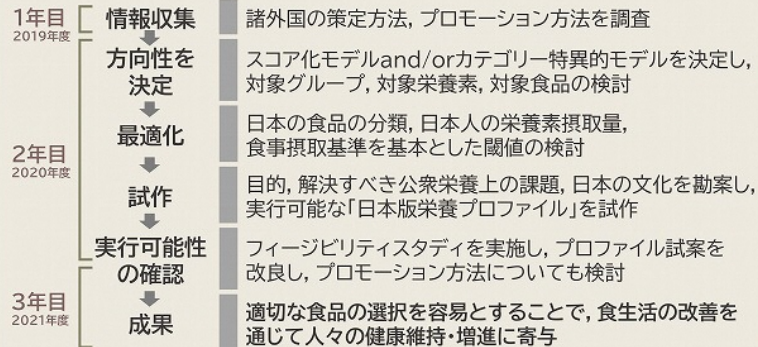 1年目
2019年度
情報収集
諸外国の策定方法, プロモーション方法を調査
方向性を
決定
スコア化モデルand/orカテゴリー特異的モデルを決定し,
対象グループ, 対象栄養素, 対象食品の検討
2年目
2020年度
最適化
日本の食品の分類, 日本人の栄養素摂取量,
食事摂取基準を基本とした閾値の検討
試作
目的, 解決すべき公衆栄養上の課題, 日本の文化を勘案し,
実行可能な「日本版栄養プロファイル」を試作
実行可能性
の確認
フィージビリティスタディを実施し, プロファイル試案を
改良し, プロモーション方法についても検討
3年目
2021年度
成果
適切な食品の選択を容易とすることで, 食生活の改善を
通じて人々の健康維持・増進に寄与